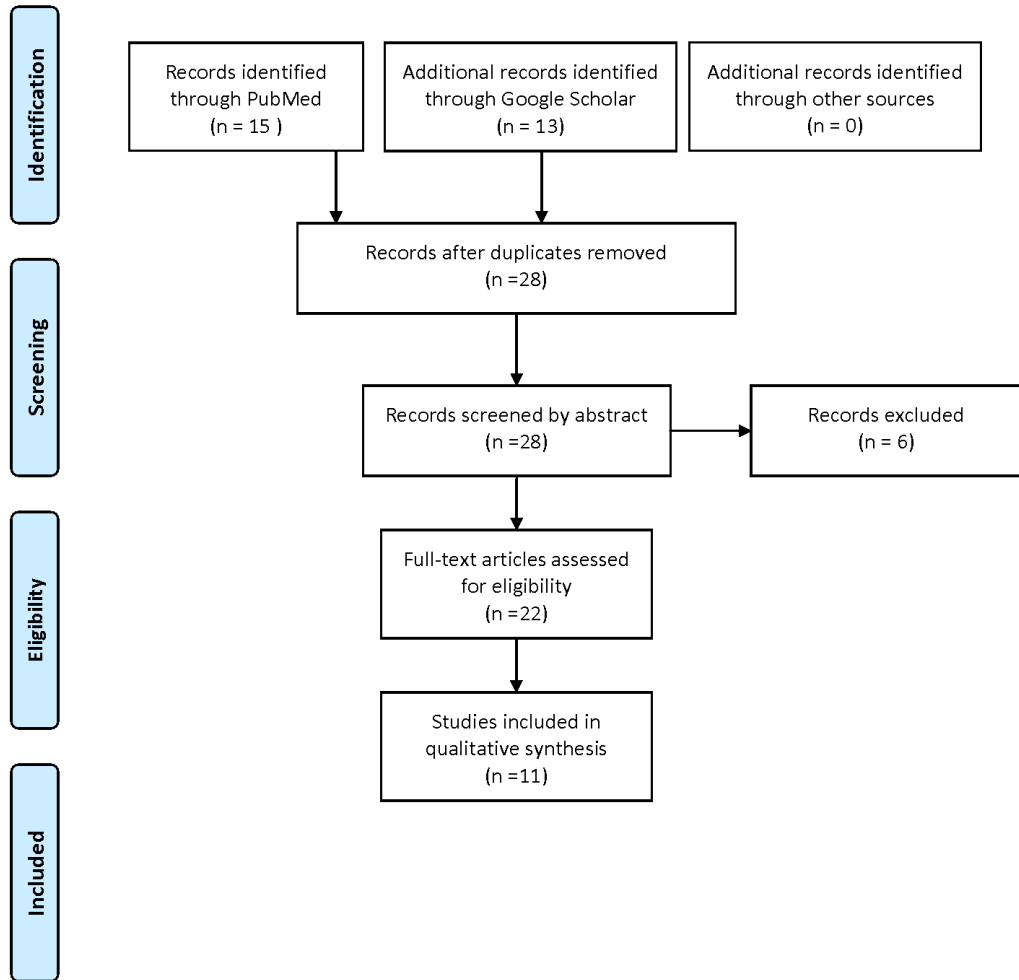 Identification
Records identified
through PubMed
(n = 15 )
Additional records identified
through Google Scholar
(n = 13)
Additional records identified
through other sources
(n = 0)
Records after duplicates removed
(n =28)
Screening
Records screened by abstract
(n =28)
Records excluded
(n = 6)
Eligibility
Full-text articles assessed
for eligibility
(n =22)
Studies included in
qualitative synthesis
(n =11)
Included